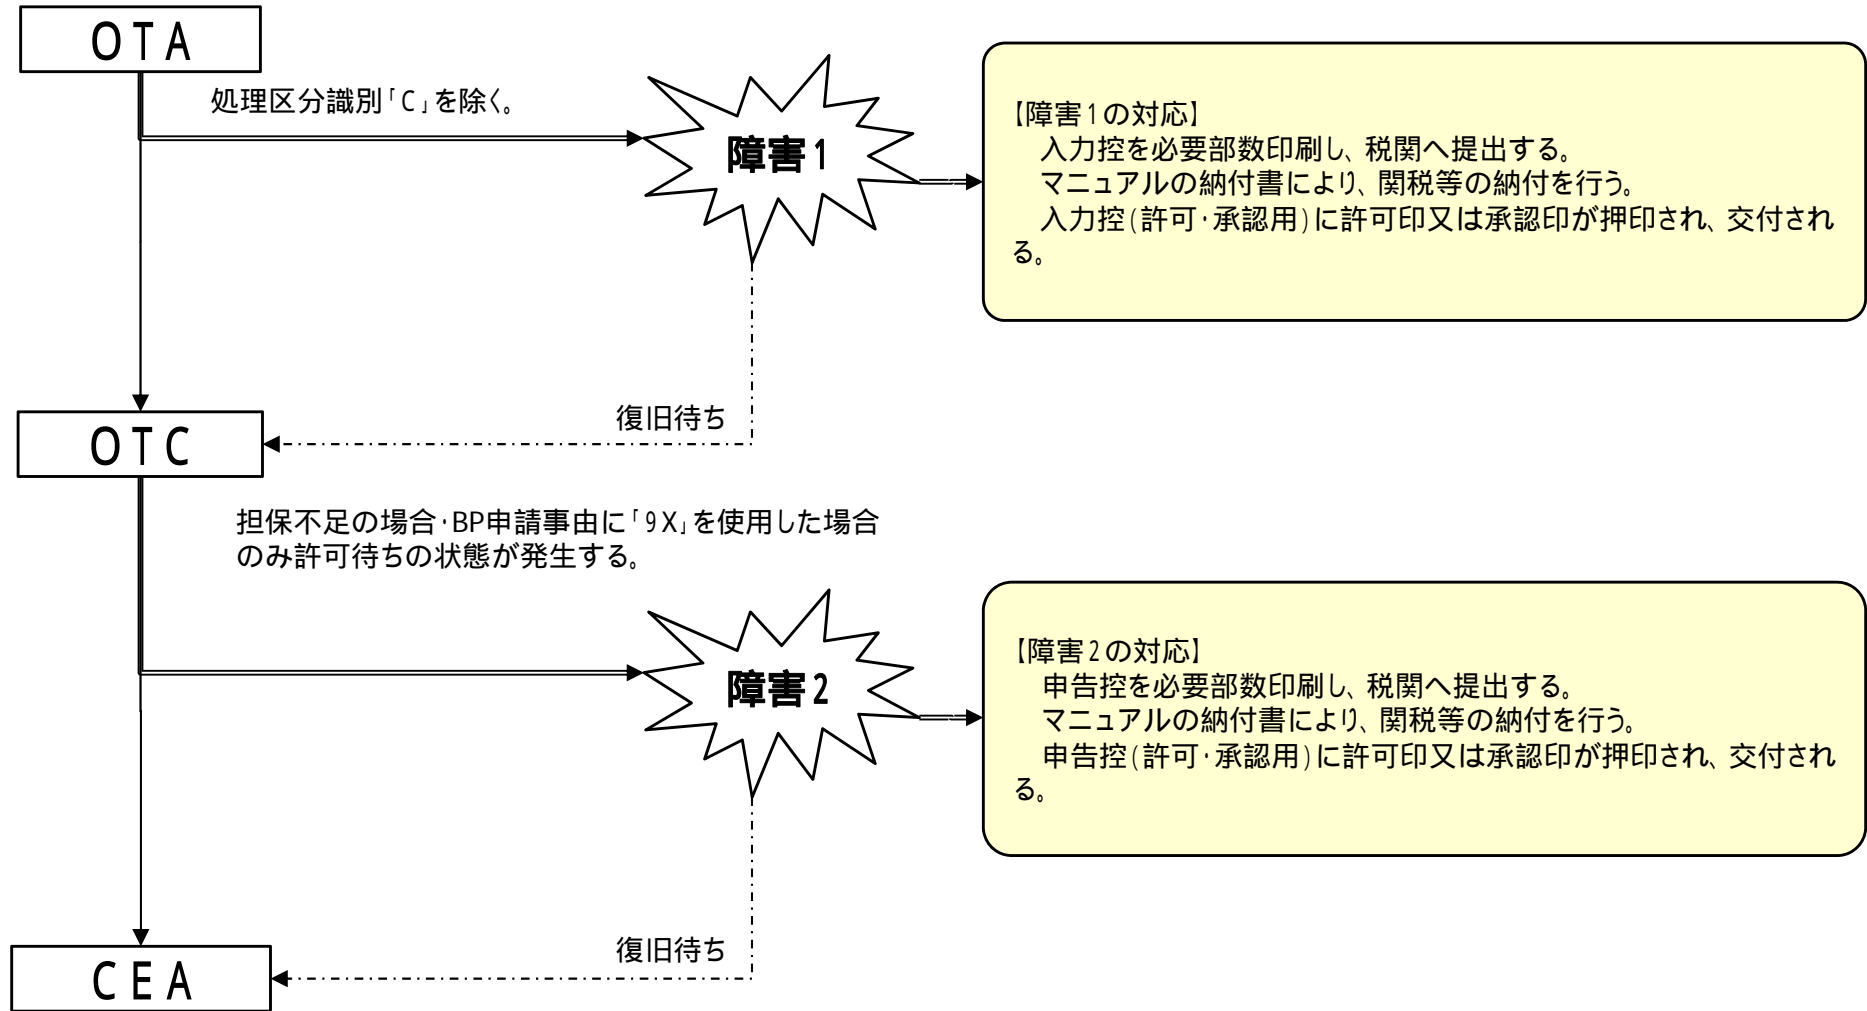 OTA
処理区分識別「C」を除く。
障害1
【障害1の対応】
入力控を必要部数印刷し、税関へ提出する。
マニュアルの納付書により、関税等の納付を行う。
入力控(許可・承認用)に許可印又は承認印が押印され、交付され
る。
復旧待ち
OTC
担保不足の場合・BP申請事由に「9X」を使用した場合
のみ許可待ちの状態が発生する。
障害2
【障害2の対応】
申告控を必要部数印刷し、税関へ提出する。
マニュアルの納付書により、関税等の納付を行う。
申告控(許可・承認用)に許可印又は承認印が押印され、交付され
る。
復旧待ち
CEA